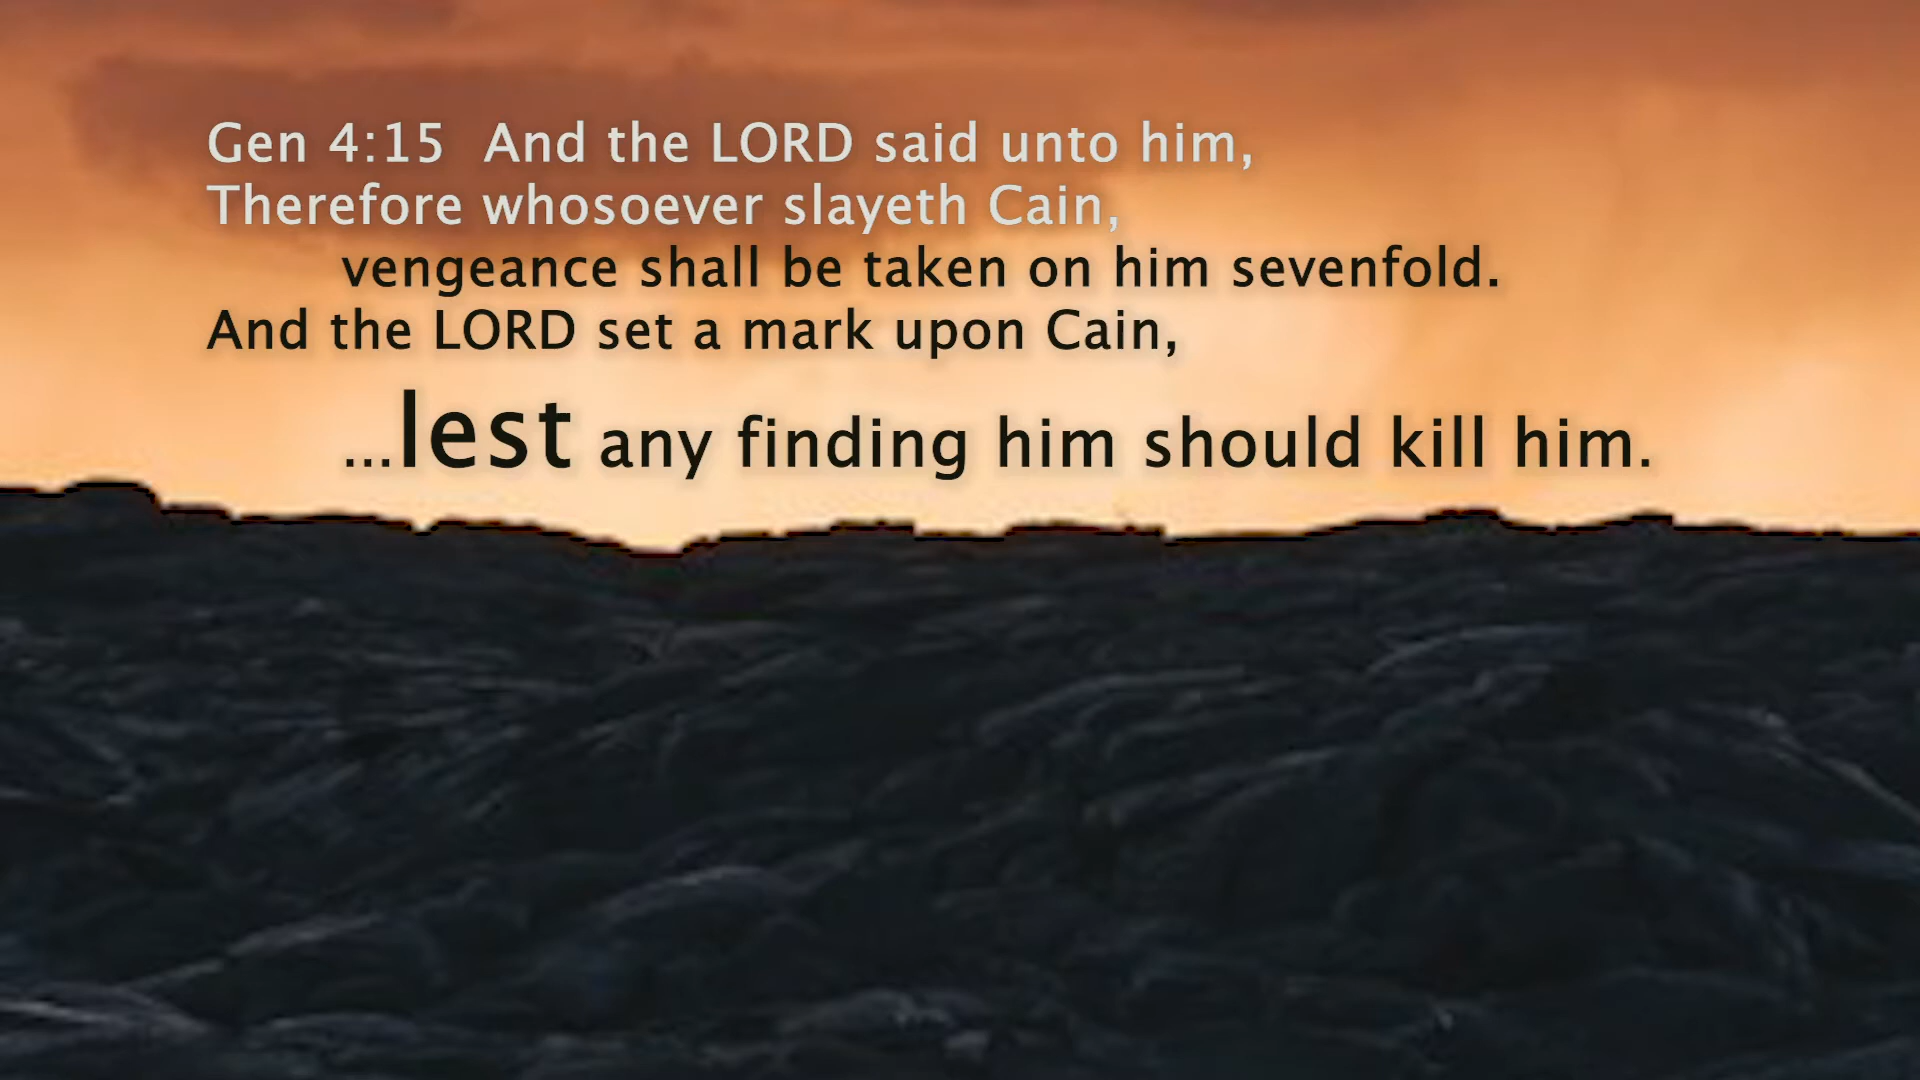 Gen 4:15  And the LORD said unto him,
Therefore whosoever slayeth Cain,
vengeance shall be taken on him sevenfold.
And the LORD set a mark upon Cain,
...lest any finding him should kill him.